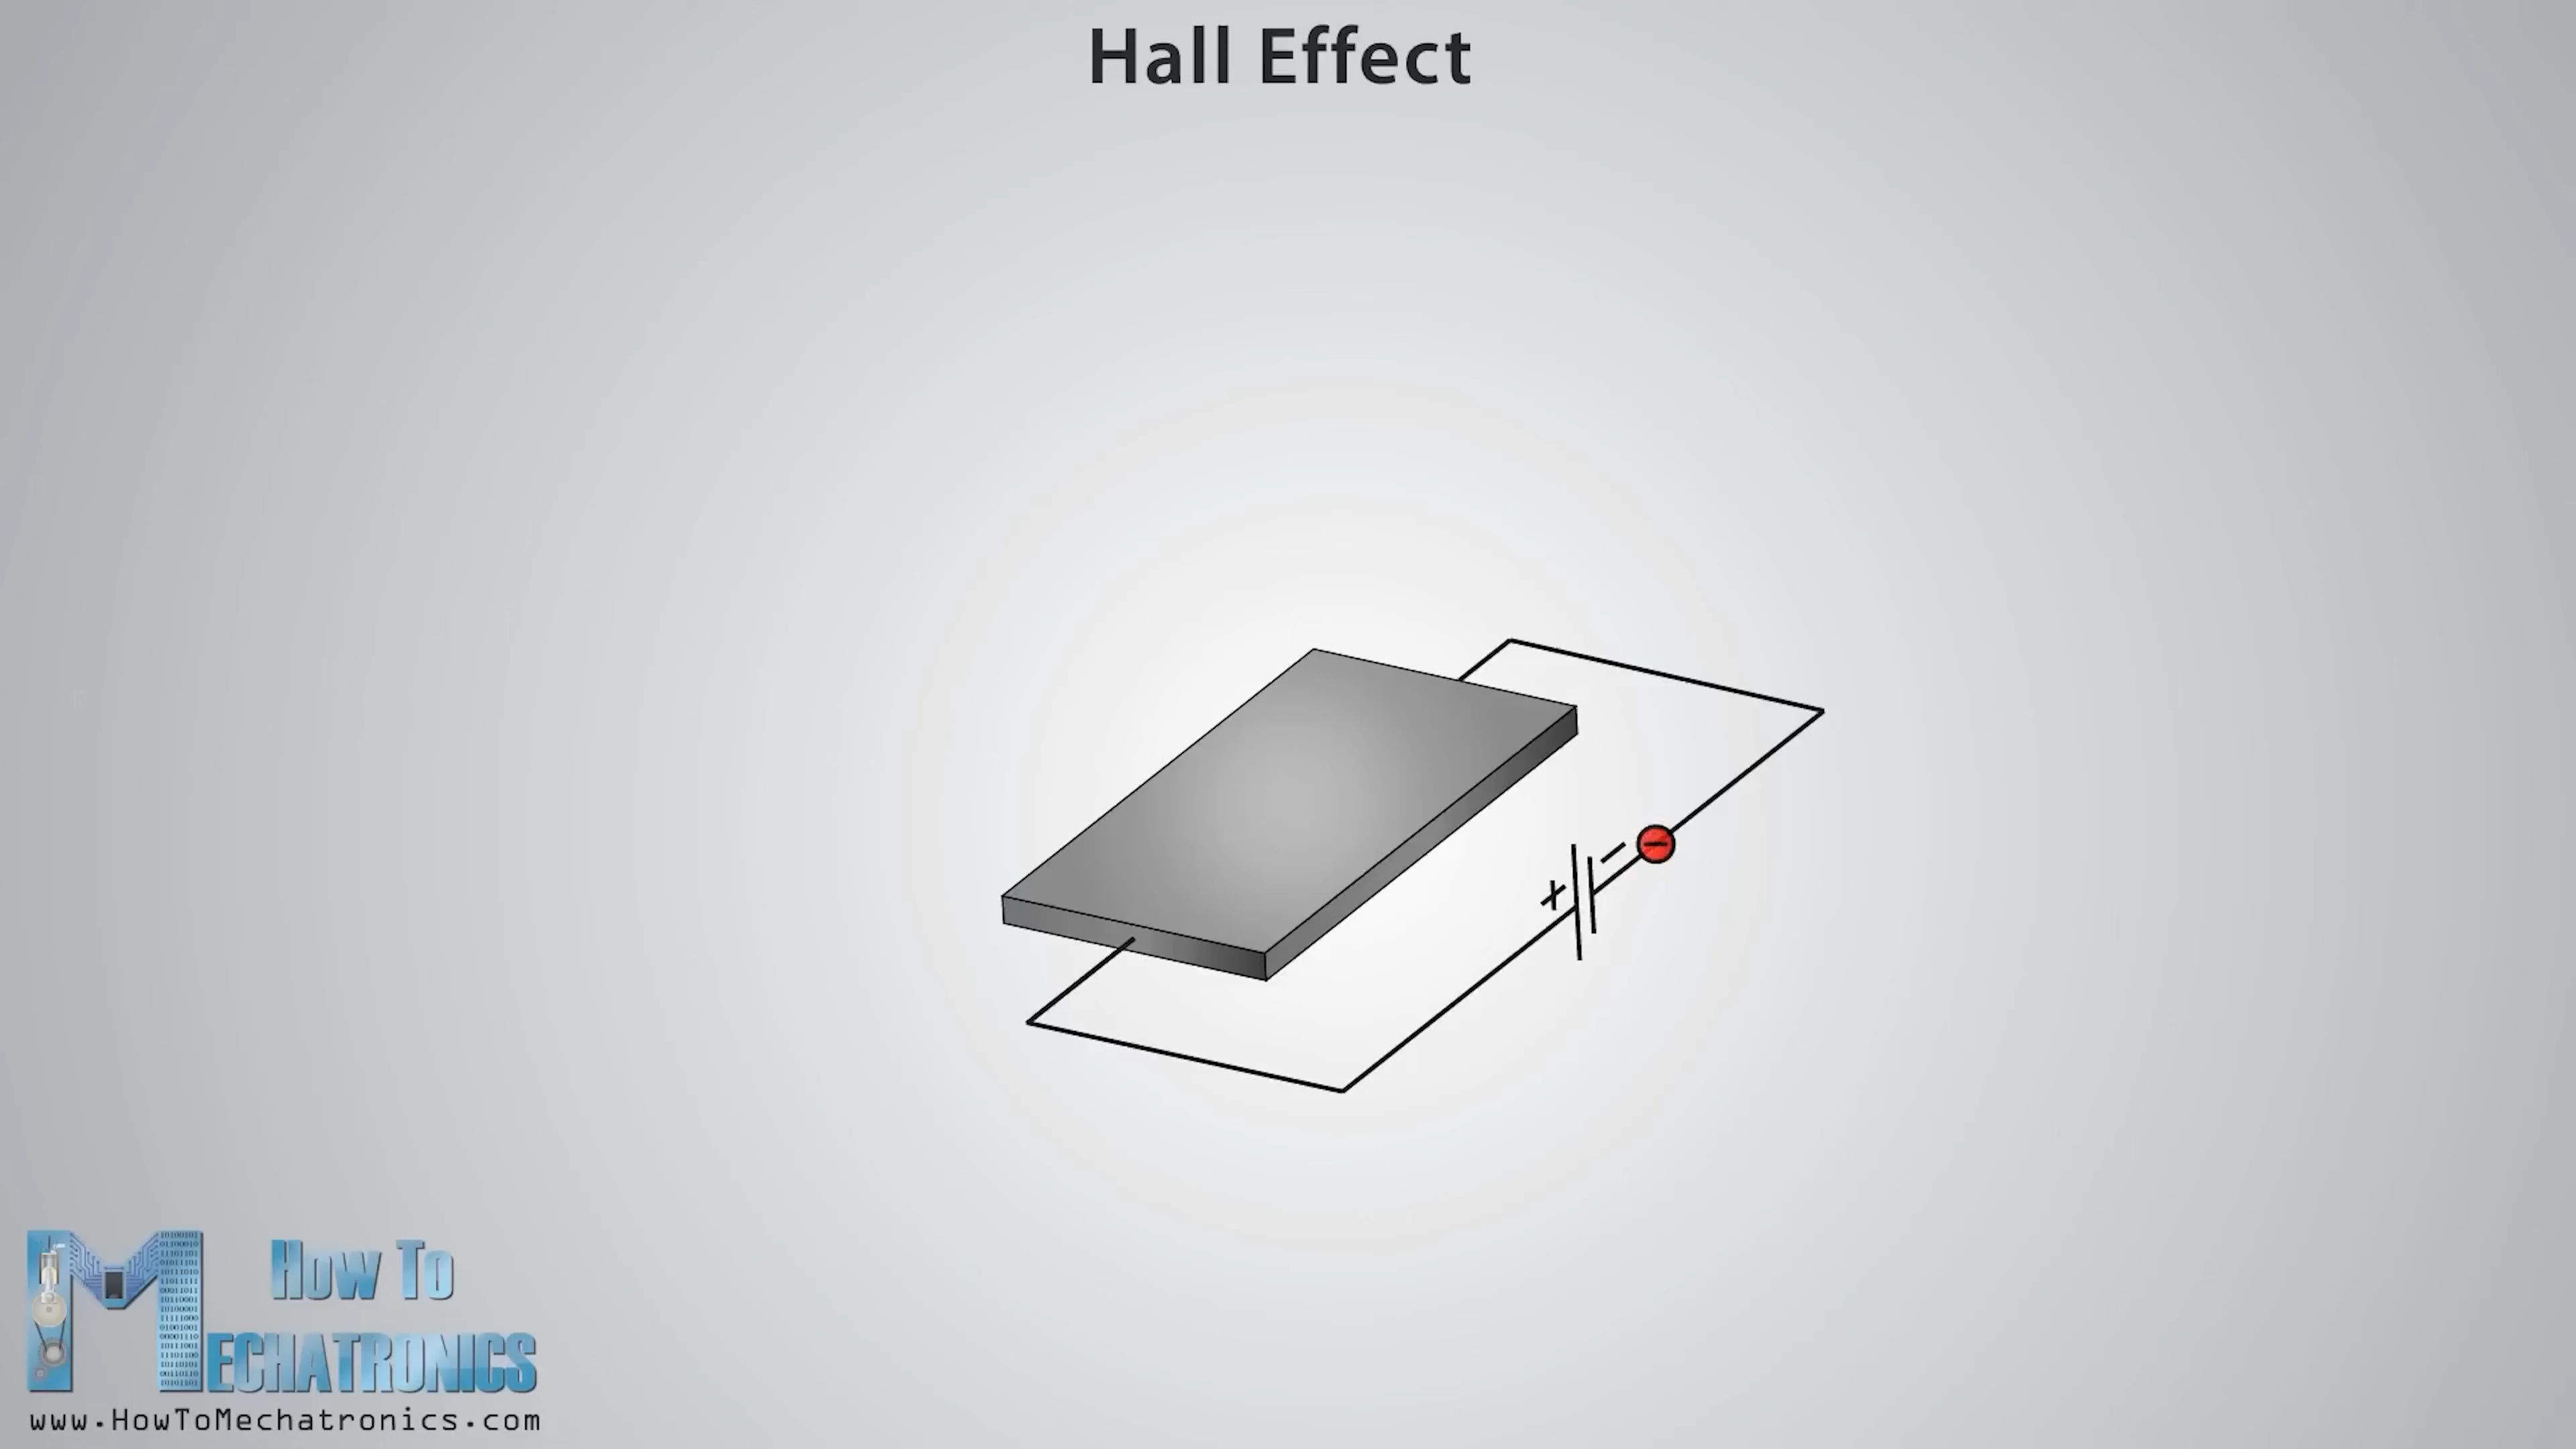 Hall Effect
+ −
−
How To
MECHATRONICS
www.HowToMechatronics.com